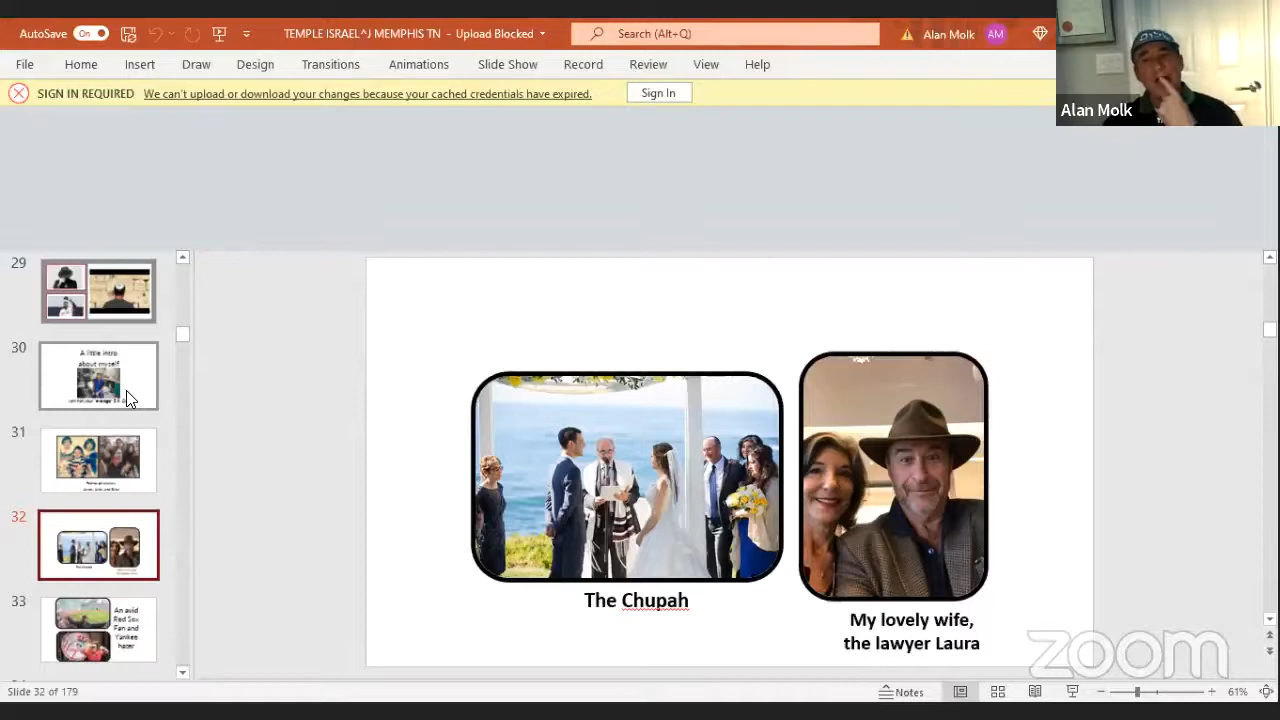 AutoSave On TEMPLE ISRAEL^J MEMPHIS TN - Upload Blocked Search (Alt+Q) Alan Molk AM
File Home Insert Draw Design Transitions Animations Slide Show Record Review View Help
SIGN IN REQUIRED We can't upload or download your changes because your cached credentials have expired. Sign In
Alan Molk
29
30
A little intro
about myself
31
32
33
An avid
Red Sox
Fan and
Yankee
hater
The Chupah
My lovely wife,
the lawyer Laura
zoom
Slide 32 of 179 Notes 61%